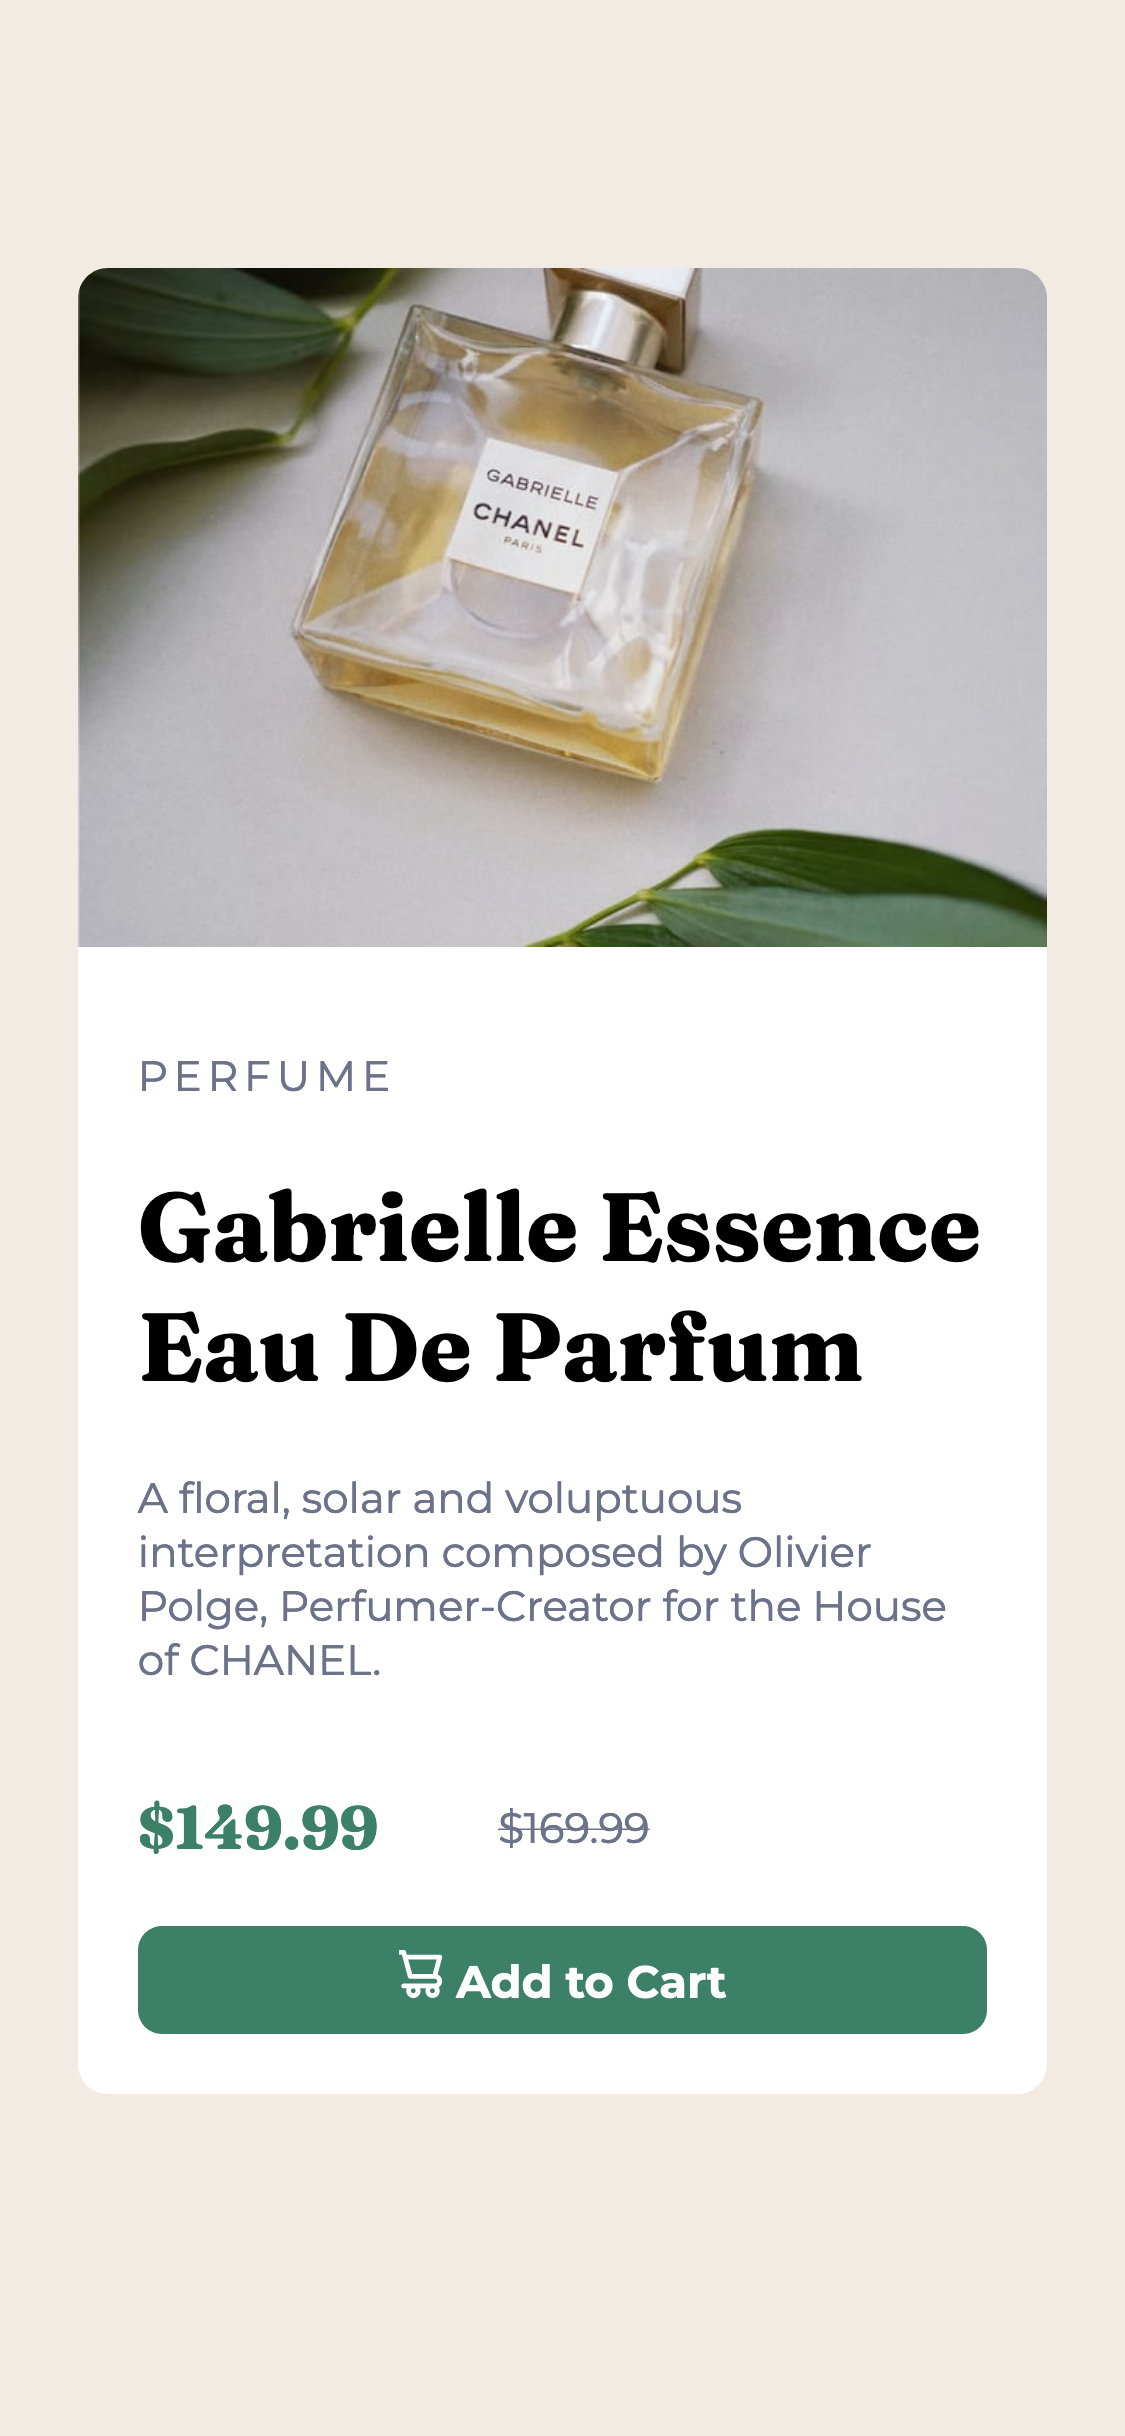 GABRIELLE
CHANEL
PARIS
PERFUME
Gabrielle Essence
Eau De Parfum
A floral, solar and voluptuous
interpretation composed by Olivier
Polge, Perfumer-Creator for the House
of CHANEL.
$149.99 $169.99
Add to Cart